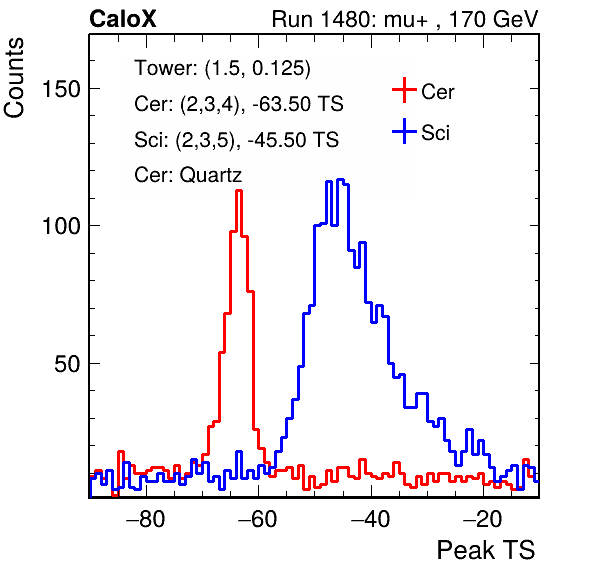 CaloX Run 1480: mu+ , 170 GeV
Counts
Tower: (1.5, 0.125)
Cer: (2,3,4), -63.50 TS
Sci: (2,3,5), -45.50 TS
Cer: Quartz
Cer
Sci
150
100
50
−80 −60 −40 −20
Peak TS